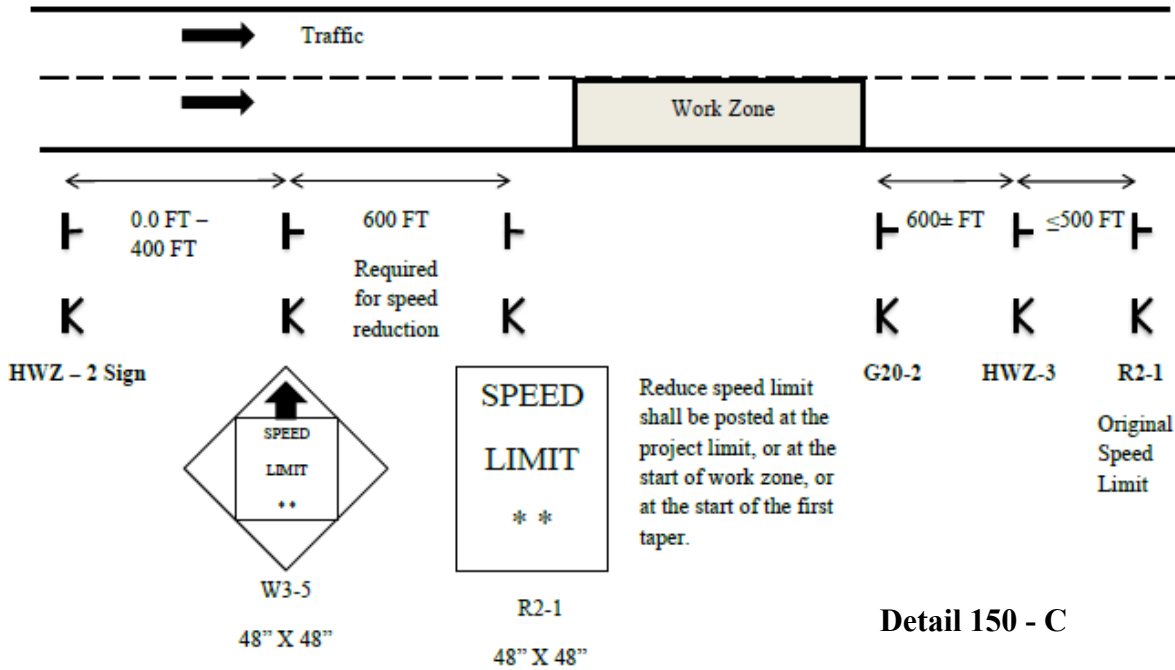 Traffic
Work Zone
0.0 FT –
400 FT
600 FT
Required
for speed
reduction
600± FT
≤500 FT
HWZ – 2 Sign
SPEED
LIMIT
* *
W3-5
48” X 48”
SPEED
LIMIT
* *
R2-1
48” X 48”
Reduce speed limit
shall be posted at the
project limit, or at the
start of work zone, or
at the start of the first
taper.
G20-2
HWZ-3
R2-1
Original
Speed
Limit
Detail 150 - C